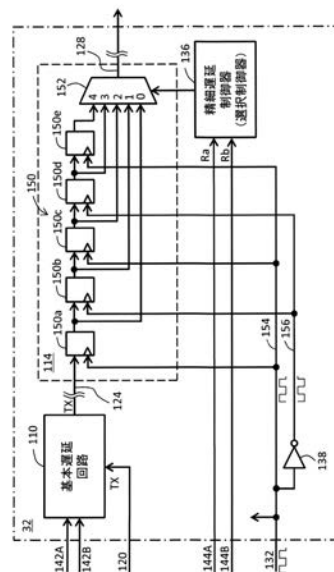 32
110
基本遅延
回路
142A
142B
TX
120
TX
124
114
150
150a
150b
150c
150d
150e
152
4
3
2
1
0
128
136
精細遅延
制御器
(選択制御器)
Ra
Rb
144A
144B
154
156
132
138